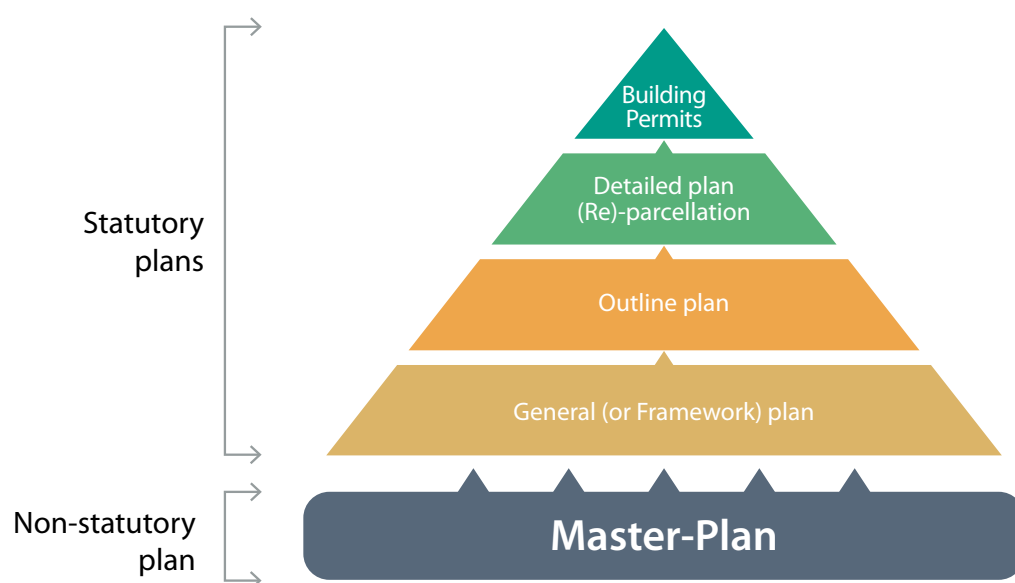 Building
Permits
Detailed plan
(Re)-parcellation
Statutory
plans
Outline plan
General (or Framework) plan
Non-statutory
plan
Master-Plan